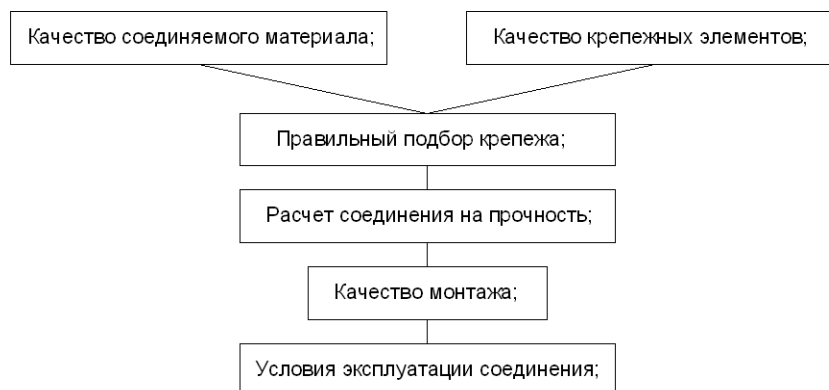 Качество соединяемого материала;
Качество крепежных элементов;
Правильный подбор крепежа;
Расчет соединения на прочность;
Качество монтажа;
Условия эксплуатации соединения;